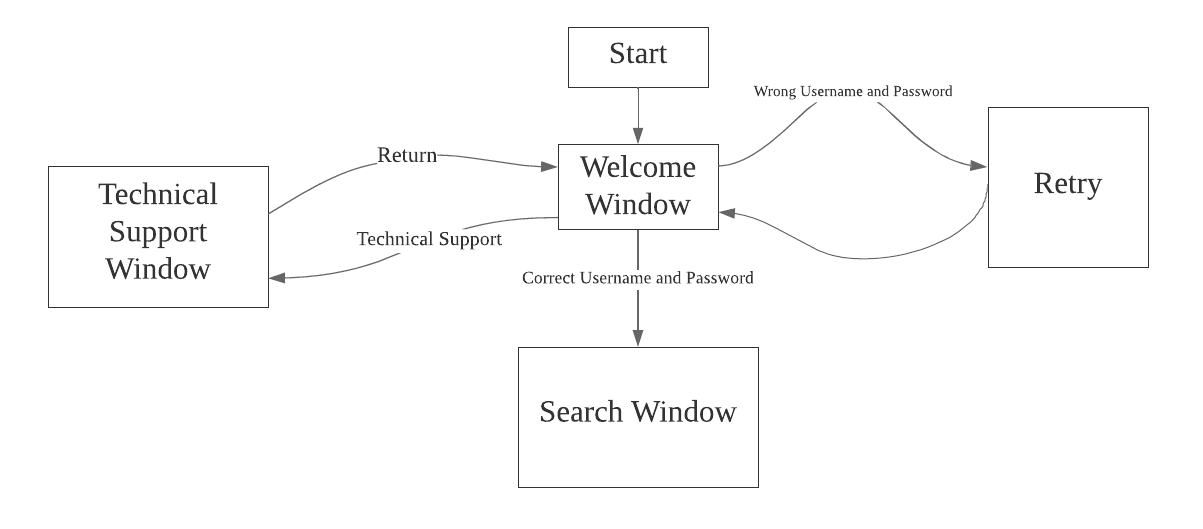 Start
Wrong Username and Password
Return
Welcome
Window
Retry
Technical
Support
Window
Technical Support
Correct Username and Password
Search Window